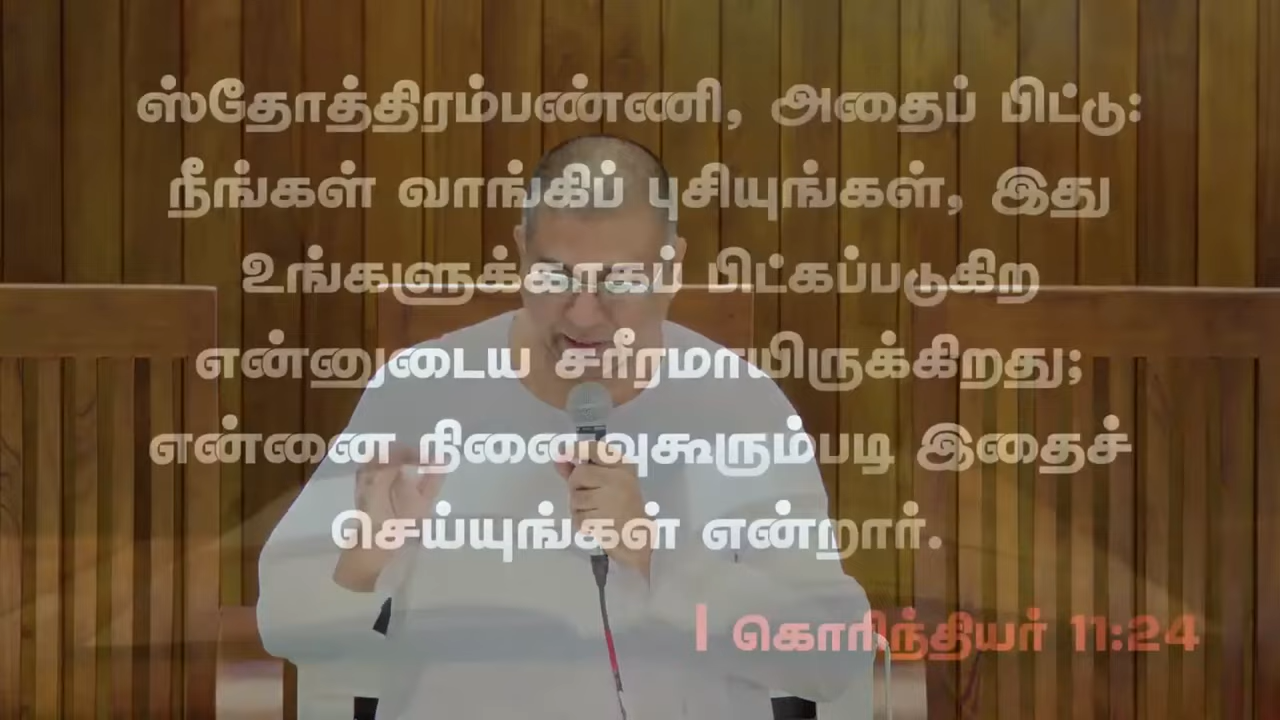 ஸ்தோத்திரம்பண்ணி, அதைப் பிட்டு:
நீங்கள் வாங்கிப் புசியுங்கள், இது
உங்களுக்காகப் பிட்கப்படுகிற
என்னுடைய சரீரமாயிருக்கிறது;
என்னை நினைவுகூரும்படி இதைச்
செய்யுங்கள் என்றார்.
I கொரிந்தியர் 11:24